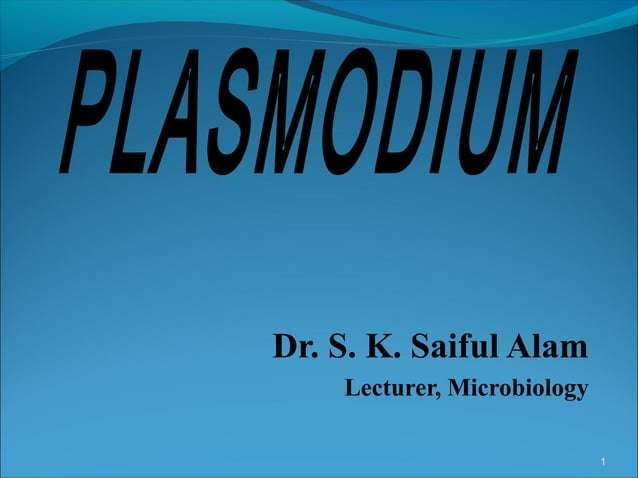 PLASMODIUM
Dr. S. K. Saiful Alam
Lecturer, Microbiology
1